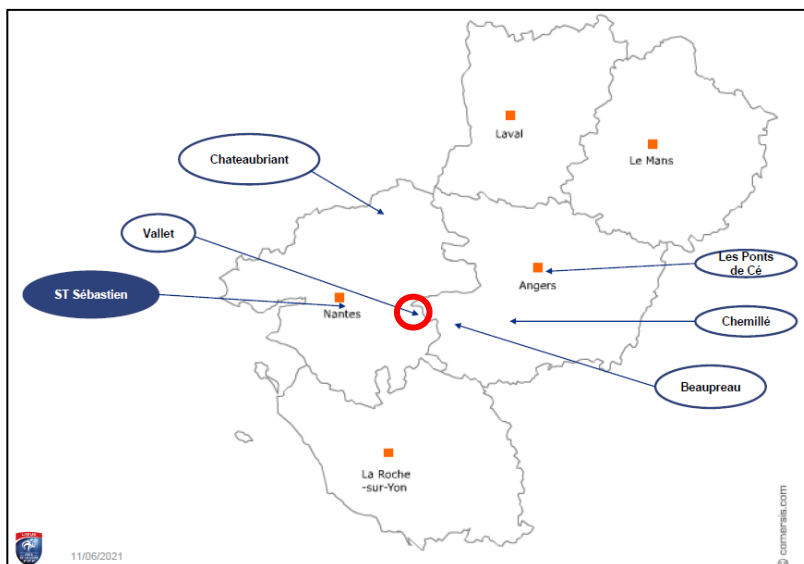 Laval
Le Mans
Chateaubriant
Vallet
Les Ponts
de Cé
Angers
ST Sébastien
Nantes
Chemillé
Beaupreau
La Roche
-sur-Yon
© comersis.com
LIGUE
11/06/2021